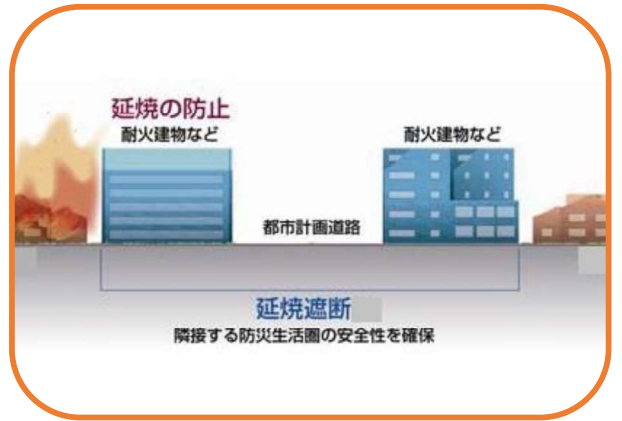 延焼の防止
耐火建物など
耐火建物など
都市計画道路
延焼遮断
隣接する防災生活圏の安全性を確保